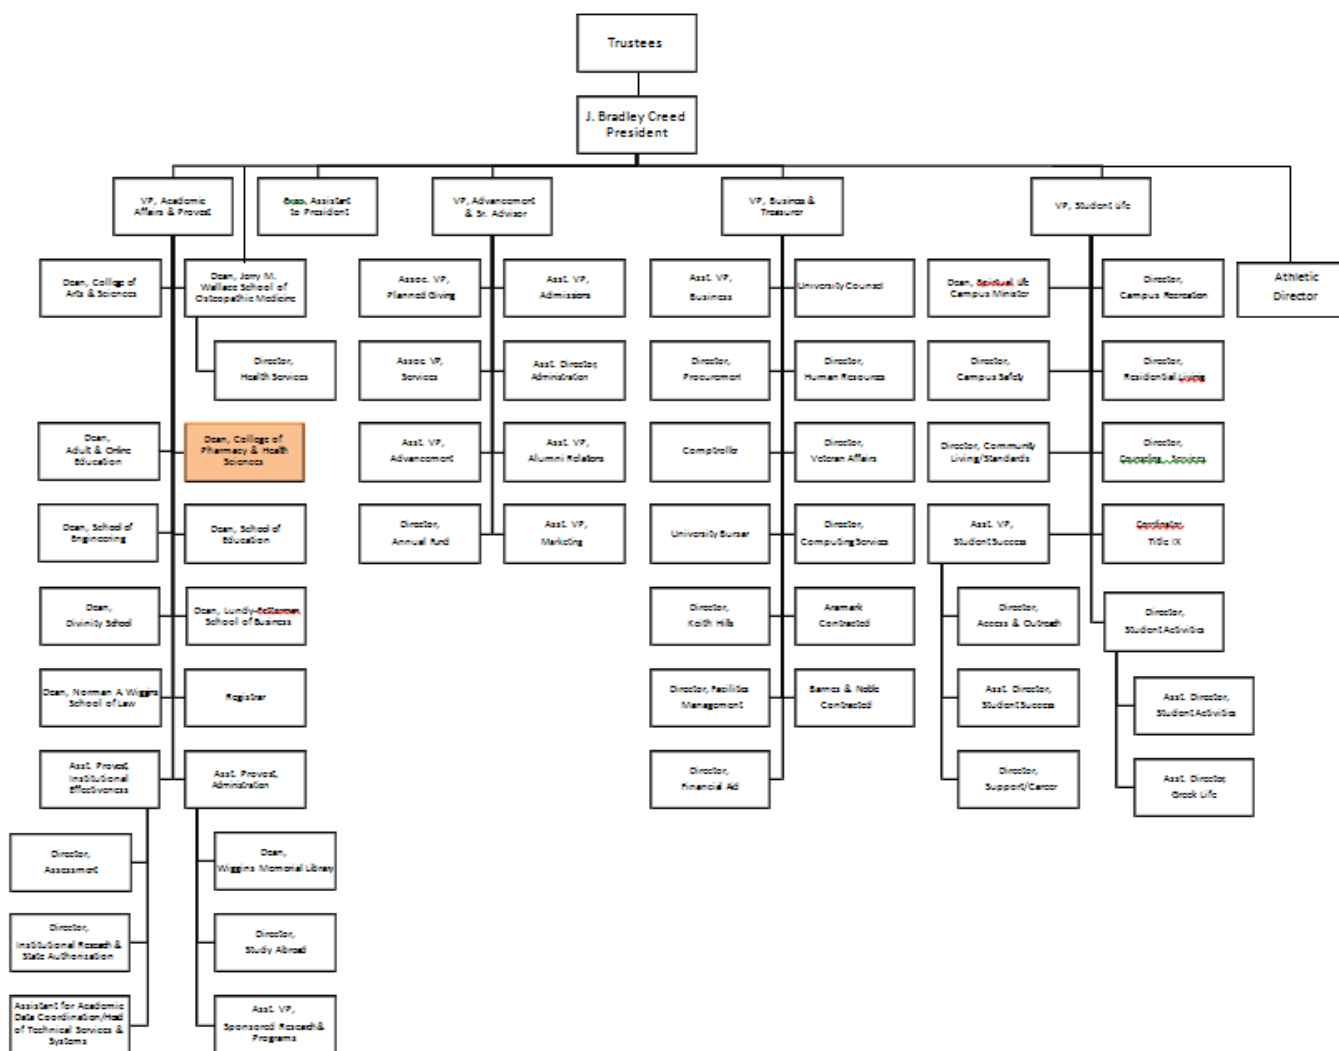 Trustees
J. Bradley Creed
President
VP, Academic
Affairs & Provost
Exec. Assistant
to President
VP, Advancement
& Sr. Advisor
VP, Business &
Treasurer
VP, Student Life
Athletic
Director
Dean, College of
Arts & Sciences
Dean, Jerry M.
Wallace School of
Osteopathic Medicine
Director,
Health Services
Dean,
Adult & Online
Education
Dean, College of
Pharmacy & Health
Sciences
Dean, School of
Engineering
Dean, School of
Education
Dean,
Divinity School
Dean, Lundy-Fetterman
School of Business
Dean, Norman A Wiggins
School of Law
Registrar
Asst. Provost,
Institutional
Effectiveness
Asst. Provost,
Director,
Assessment
Director,
Institutional
State Authorization
Assistant for Academic
Data Coordination/Head
of Technical Services &
Systems
Dean,
Wiggins Memorial Library
Director,
Study Abroad
Asst. VP,
Sponsored
Programs
Assoc. VP,
Planned Giving
Asst. VP,
Admissions
Assoc. VP,
Services
Asst. Director,
Administration
Asst. VP,
Advancement
Asst. VP,
Alumni Relations
Director,
Annual Fund
Asst. VP,
Marketing
Asst. VP,
Business
University Counsel
Director,
Procurement
Director,
Human Resources
Director,
Veteran Affairs
University Bursar
Director,
Computing Services
Director,
Keith Hills
Aramark
Contracted
Director, Facilities
Management
Barnes & Noble
Contracted
Director,
Financial Aid
Dean, Spiritual Life
Campus Minister
Director,
Campus Recreation
Director,
Campus Safety
Director,
Residential Living
Director, Community
Living/Standards
Director,
Counseling Services
Asst. VP,
Student Success
Title IX
Director,
Access & Outreach
Director,
Student Activities
Asst. Director,
Student Success
Asst. Director,
Student Activities
Director,
Support/Career
Asst. Director,
Greek Life